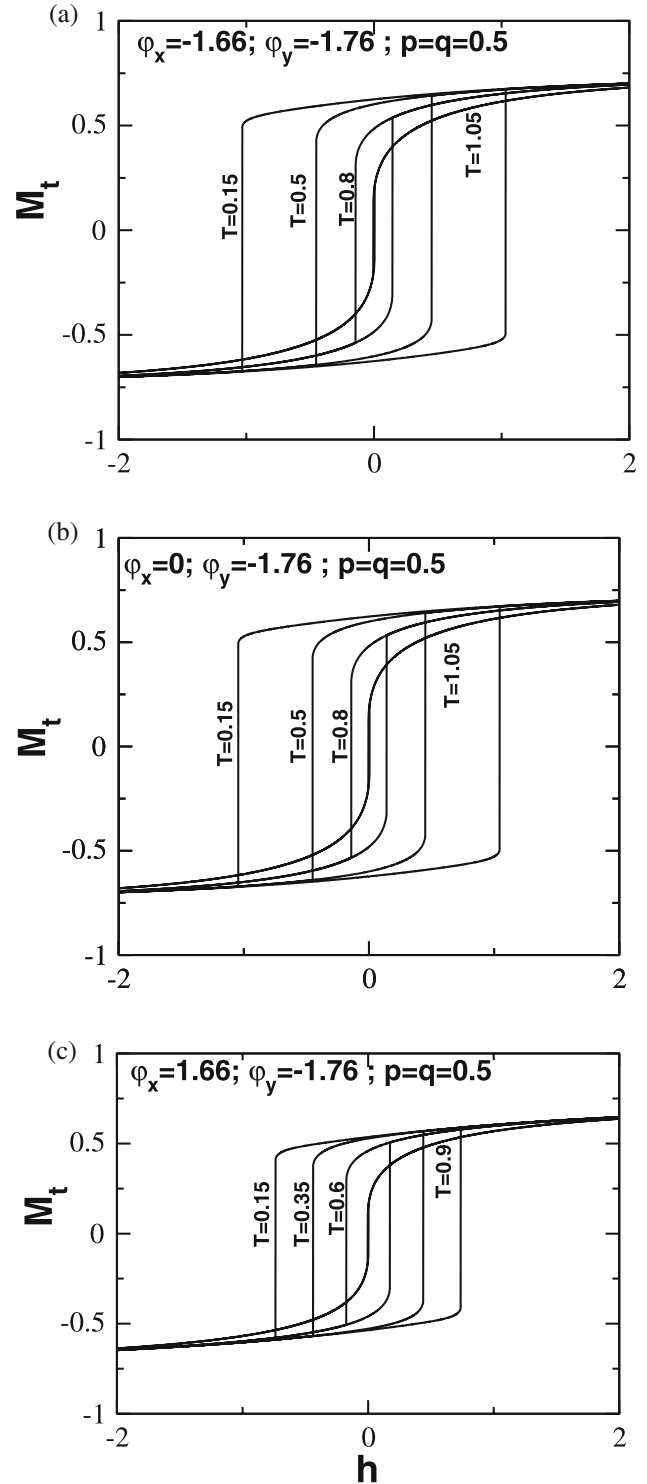 (a)
φx=-1.66; φy=-1.76 ; p=q=0.5
1
0.5
0
-0.5
-1
Mt
T=0.15
T=0.5
T=0.8
T=1.05
-2
0
2
(b)
φx=0; φy=-1.76 ; p=q=0.5
1
0.5
0
-0.5
-1
Mt
T=0.15
T=0.5
T=0.8
T=1.05
-2
0
2
(c)
φx=1.66; φy=-1.76 ; p=q=0.5
1
0.5
0
-0.5
-1
Mt
T=0.15
T=0.35
T=0.6
T=0.9
-2
0
2
h